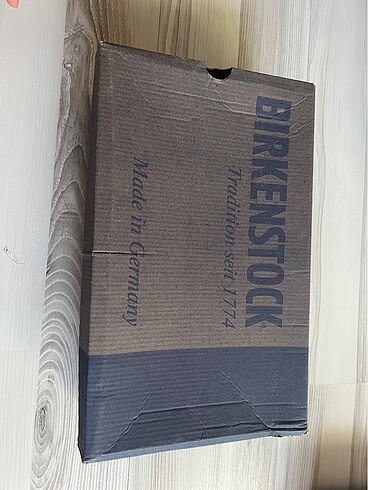 BIRKENSTOCK
Tradition seit 1774
Made in Germany